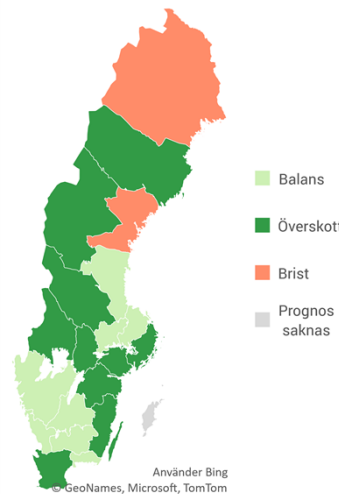 Balans
Överskott
Brist
Prognos
saknas
Använder Bing
© GeoNames, Microsoft, TomTom